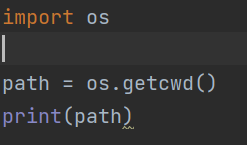 import os
path = os.getcwd()
print(path)